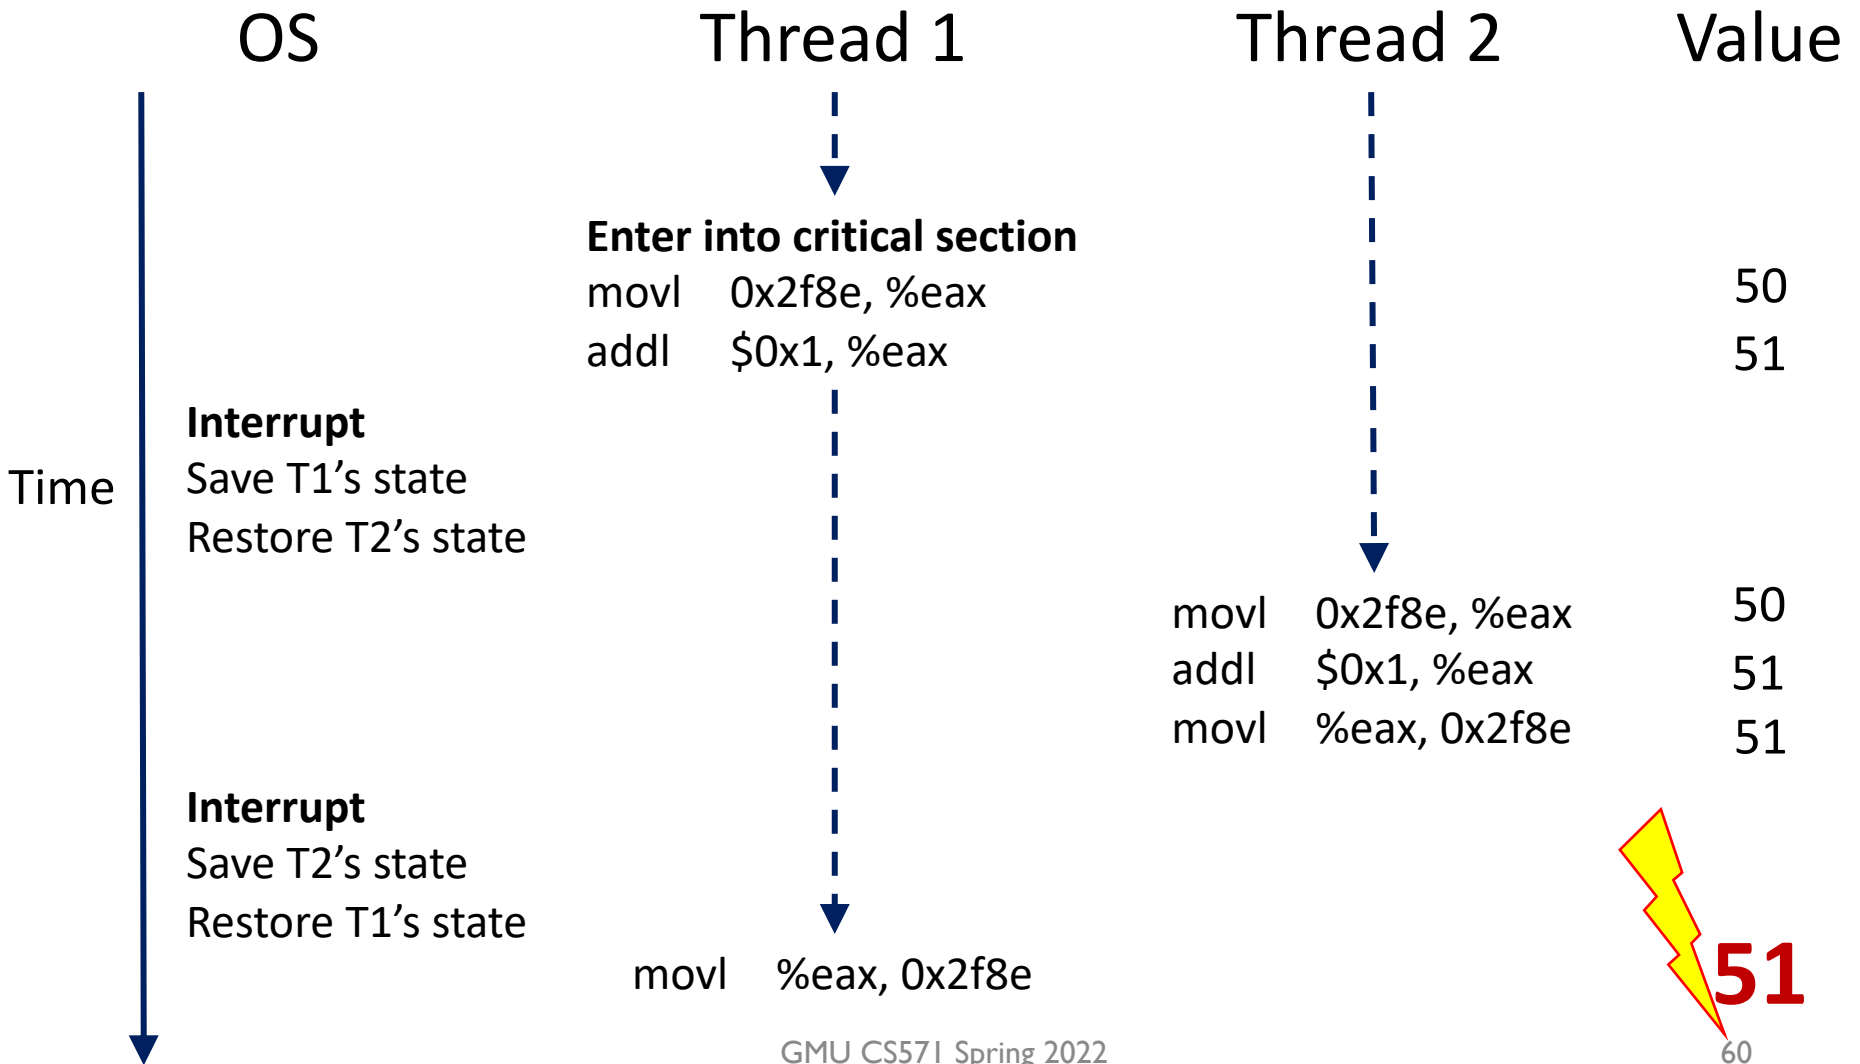 OS Thread 1 Thread 2 Value
Enter into critical section
movl 0x2f8e, %eax 50
addl $0x1, %eax 51
Interrupt
Save T1’s state
Time
Restore T2’s state
movl 0x2f8e, %eax 50
addl $0x1, %eax 51
movl %eax, 0x2f8e 51
Interrupt
Save T2’s state
Restore T1’s state
movl %eax, 0x2f8e 51
GMU CS571 Spring 2022 60